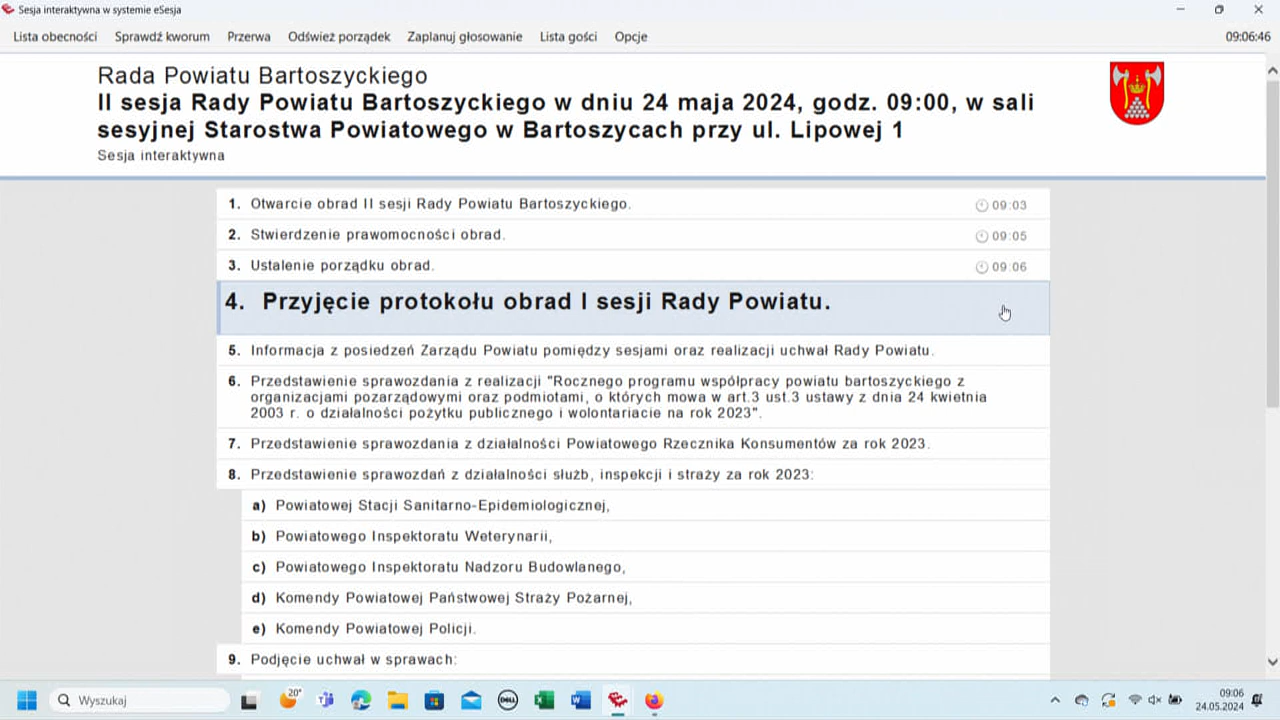 Sesja interaktywna w systemie eSesja
Lista obecności Sprawdź kworum Przerwa Odśwież porządek Zaplanuj głosowanie Lista gości Opcje 09:06:46
Rada Powiatu Bartoszyckiego
II sesja Rady Powiatu Bartoszyckiego w dniu 24 maja 2024, godz. 09:00, w sali
sesyjnej Starostwa Powiatowego w Bartoszycach przy ul. Lipowej 1
Sesja interaktywna
1. Otwarcie obrad II sesji Rady Powiatu Bartoszyckiego. 09:03
2. Stwierdzenie prawomocności obrad. 09:05
3. Ustalenie porządku obrad. 09:06
4. Przyjęcie protokołu obrad I sesji Rady Powiatu.
5. Informacja z posiedzeń Zarządu Powiatu pomiędzy sesjami oraz realizacji uchwał Rady Powiatu.
6. Przedstawienie sprawozdania z realizacji "Rocznego programu współpracy powiatu bartoszyckiego z
organizacjami pozarządowymi oraz podmiotami, o których mowa w art.3 ust.3 ustawy z dnia 24 kwietnia
2003 r. o działalności pożytku publicznego i wolontariacie na rok 2023".
7. Przedstawienie sprawozdania z działalności Powiatowego Rzecznika Konsumentów za rok 2023.
8. Przedstawienie sprawozdań z działalności służb, inspekcji i straży za rok 2023:
a) Powiatowej Stacji Sanitarno-Epidemiologicznej,
b) Powiatowego Inspektoratu Weterynarii,
c) Powiatowego Inspektoratu Nadzoru Budowlanego,
d) Komendy Powiatowej Państwowej Straży Pożarnej,
e) Komendy Powiatowej Policji.
9. Podjęcie uchwał w sprawach:
Wyszukaj 20° DELL 09:06
24.05.2024